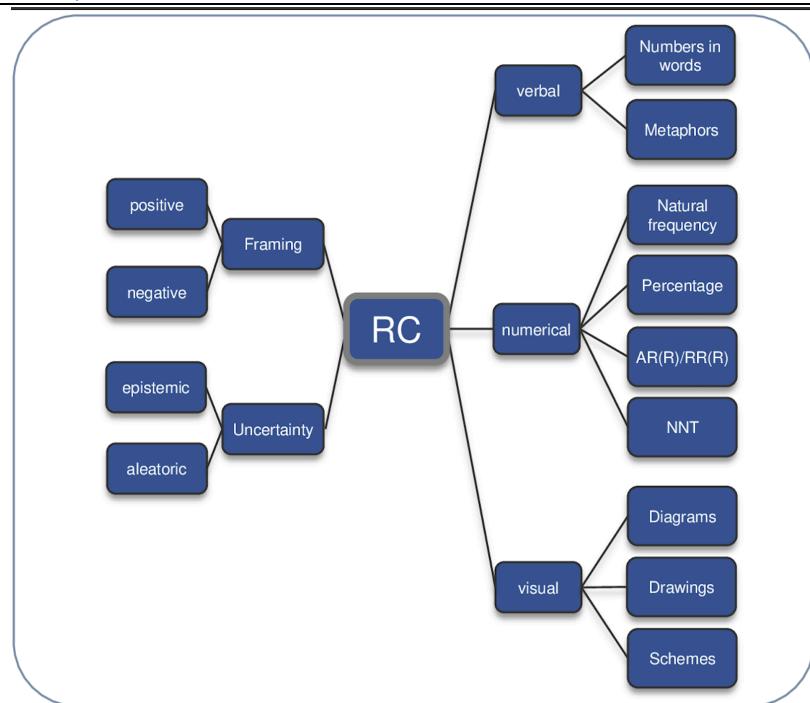 Numbers in
words
verbal
Metaphors
positive
Natural
frequency
Framing
Percentage
negative
RC
numerical
AR(R)/RR(R)
epistemic
NNT
Uncertainty
aleatoric
Diagrams
visual
Drawings
Schemes